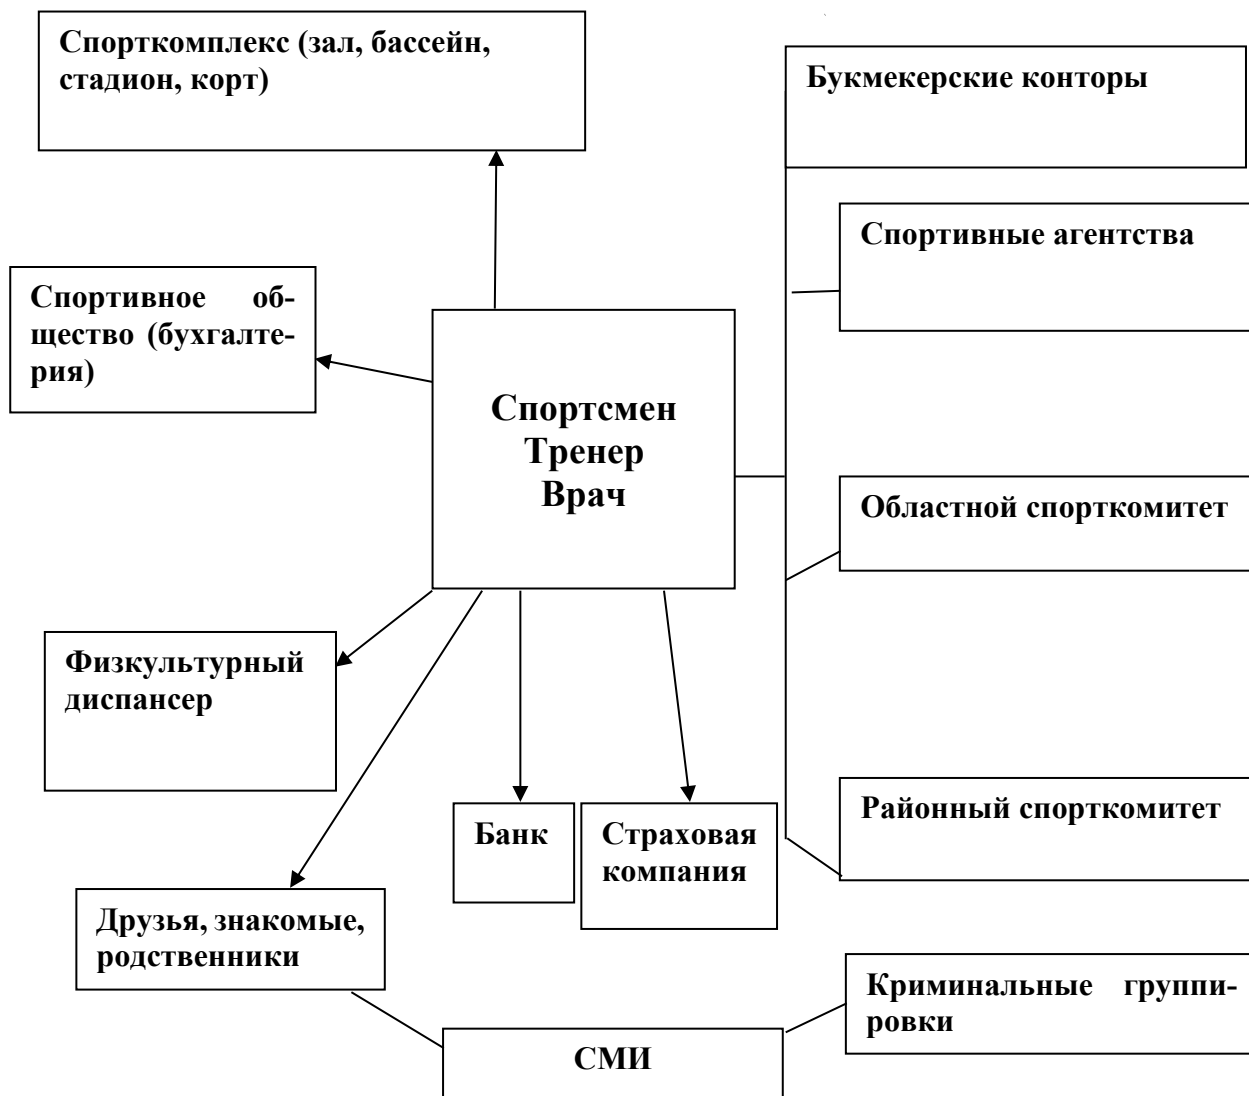 Спорткомплекс (зал, бассейн,
стадион, корт)
Букмекерские конторы
Спортивные агентства
Спортивное об-
щество (бухгалте-
рия)
Спортсмен
Тренер
Врач
Областной спорткомитет
Физкультурный
диспансер
Банк
Страховая
компания
Районный спорткомитет
Друзья, знакомые,
родственники
Криминальные группи-
ровки
СМИ